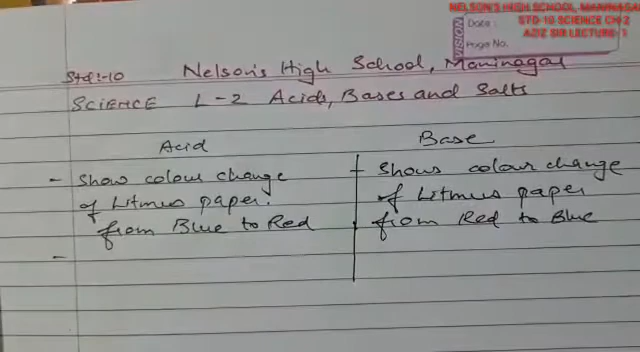 NELSON'S HIGH SCHOOL, MANINAGAR
STD-10 SCIENCE CH-2
AZIZ SIR LECTURE- 1
VISION
Date :
Page No.
Std:-10 Nelson's High School, Maninagar
SCIENCE L-2 Acids, Bases and Salts
Acid
Base
- Show colour change
of Litmus paper.
from Blue to Red
-
- Shows colour change
of Litmus paper
from Red to Blue